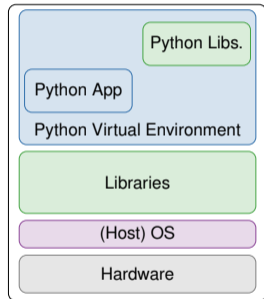 Python Libs.
Python App
Python Virtual Environment
Libraries
(Host) OS
Hardware